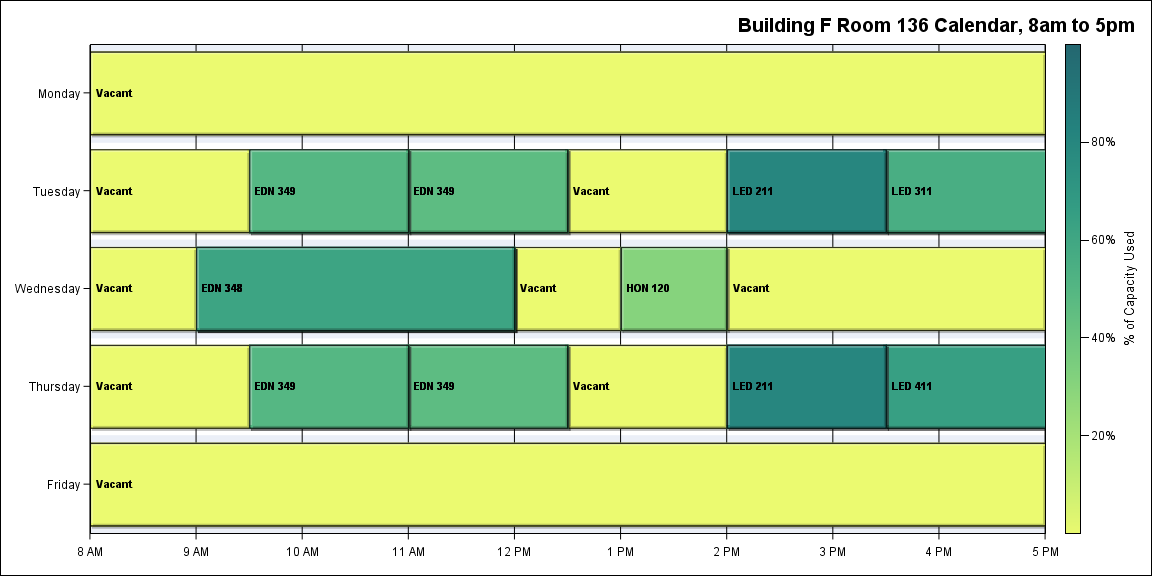 Building F Room 136 Calendar, 8am to 5pm
Monday
Vacant
Tuesday
Vacant
EDN 349
EDN 349
Vacant
LED 211
LED 311
Wednesday
Vacant
EDN 348
Vacant
HON 120
Vacant
Thursday
Vacant
EDN 349
EDN 349
Vacant
LED 211
LED 411
Friday
Vacant
8 AM
9 AM
10 AM
11 AM
12 PM
1 PM
2 PM
3 PM
4 PM
5 PM
80%
60%
40%
20%
% of Capacity Used